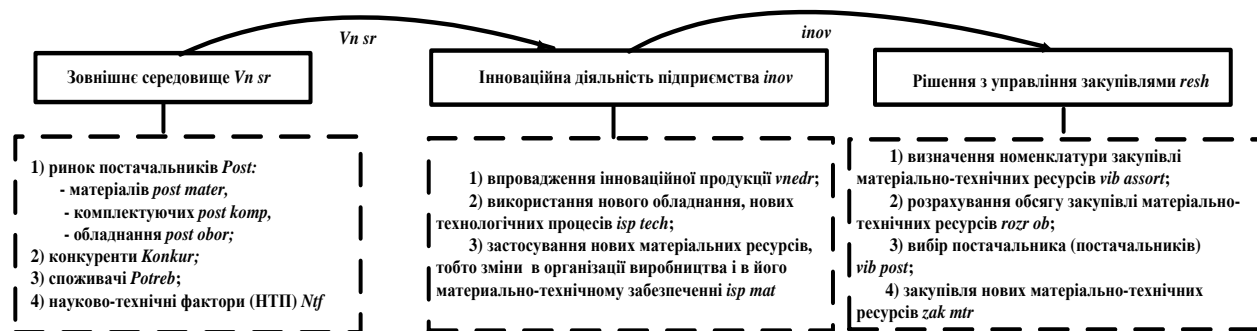 Vn sr
inov
Зовнішнє середовище Vn sr
Інноваційна діяльність підприємства inov
Рішення з управління закупівлями resh
1) ринок постачальників Post:
- матеріалів post mater,
- комплектуючих post komp,
- обладнання post obor;
2) конкуренти Konkur;
3) споживачі Potreb;
4) науково-технічні фактори (НТП) Ntf
1) впровадження інноваційної продукції vnedr;
2) використання нового обладнання, нових
технологічних процесів isp tech;
3) застосування нових матеріальних ресурсів,
тобто зміни в організації виробництва і в його
материально-технічному забезпеченні isp mat
1) визначення номенклатури закупівлі
матеріально-технічних ресурсів vib assort;
2) розрахування обсягу закупівлі матеріально-
технічних ресурсів rozr ob;
3) вибір постачальника (постачальників)
vib post;
4) закупівля нових матеріально-технічних
ресурсів zak mtr